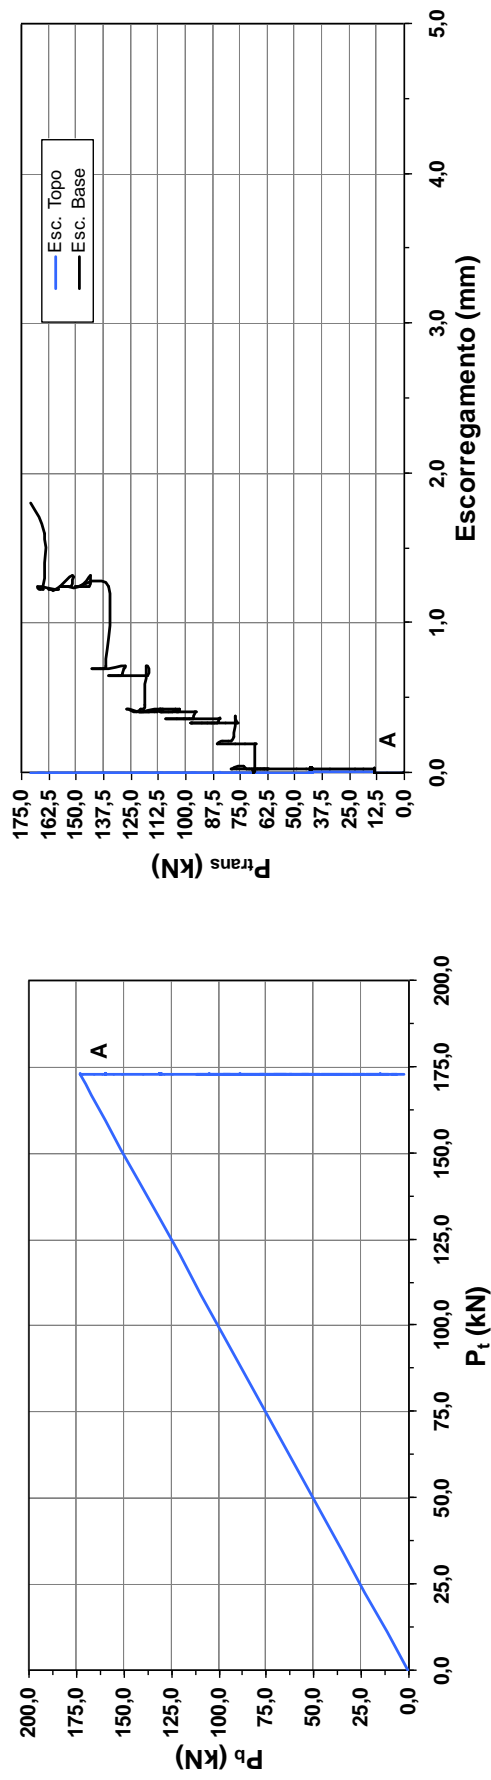 P_b (kN)
200,0
175,0
150,0
125,0
100,0
75,0
50,0
25,0
0,0
A
0,0 25,0 50,0 75,0 100,0 125,0 150,0 175,0 200,0
P_t (kN)
P_trans (kN)
175,0
162,5
150,0
137,5
125,0
112,5
100,0
87,5
75,0
62,5
50,0
37,5
25,0
12,5
0,0
Esc. Topo
Esc. Base
A
0,0 1,0 2,0 3,0 4,0 5,0
Escorregamento (mm)